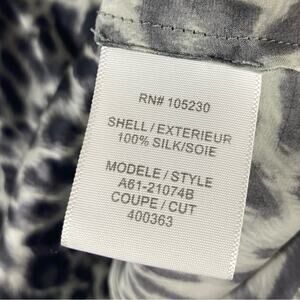 RN# 105230
SHELL / EXTERIEUR
100% SILK/SOIE
MODELE / STYLE
A61-21074B
COUPE / CUT
400363